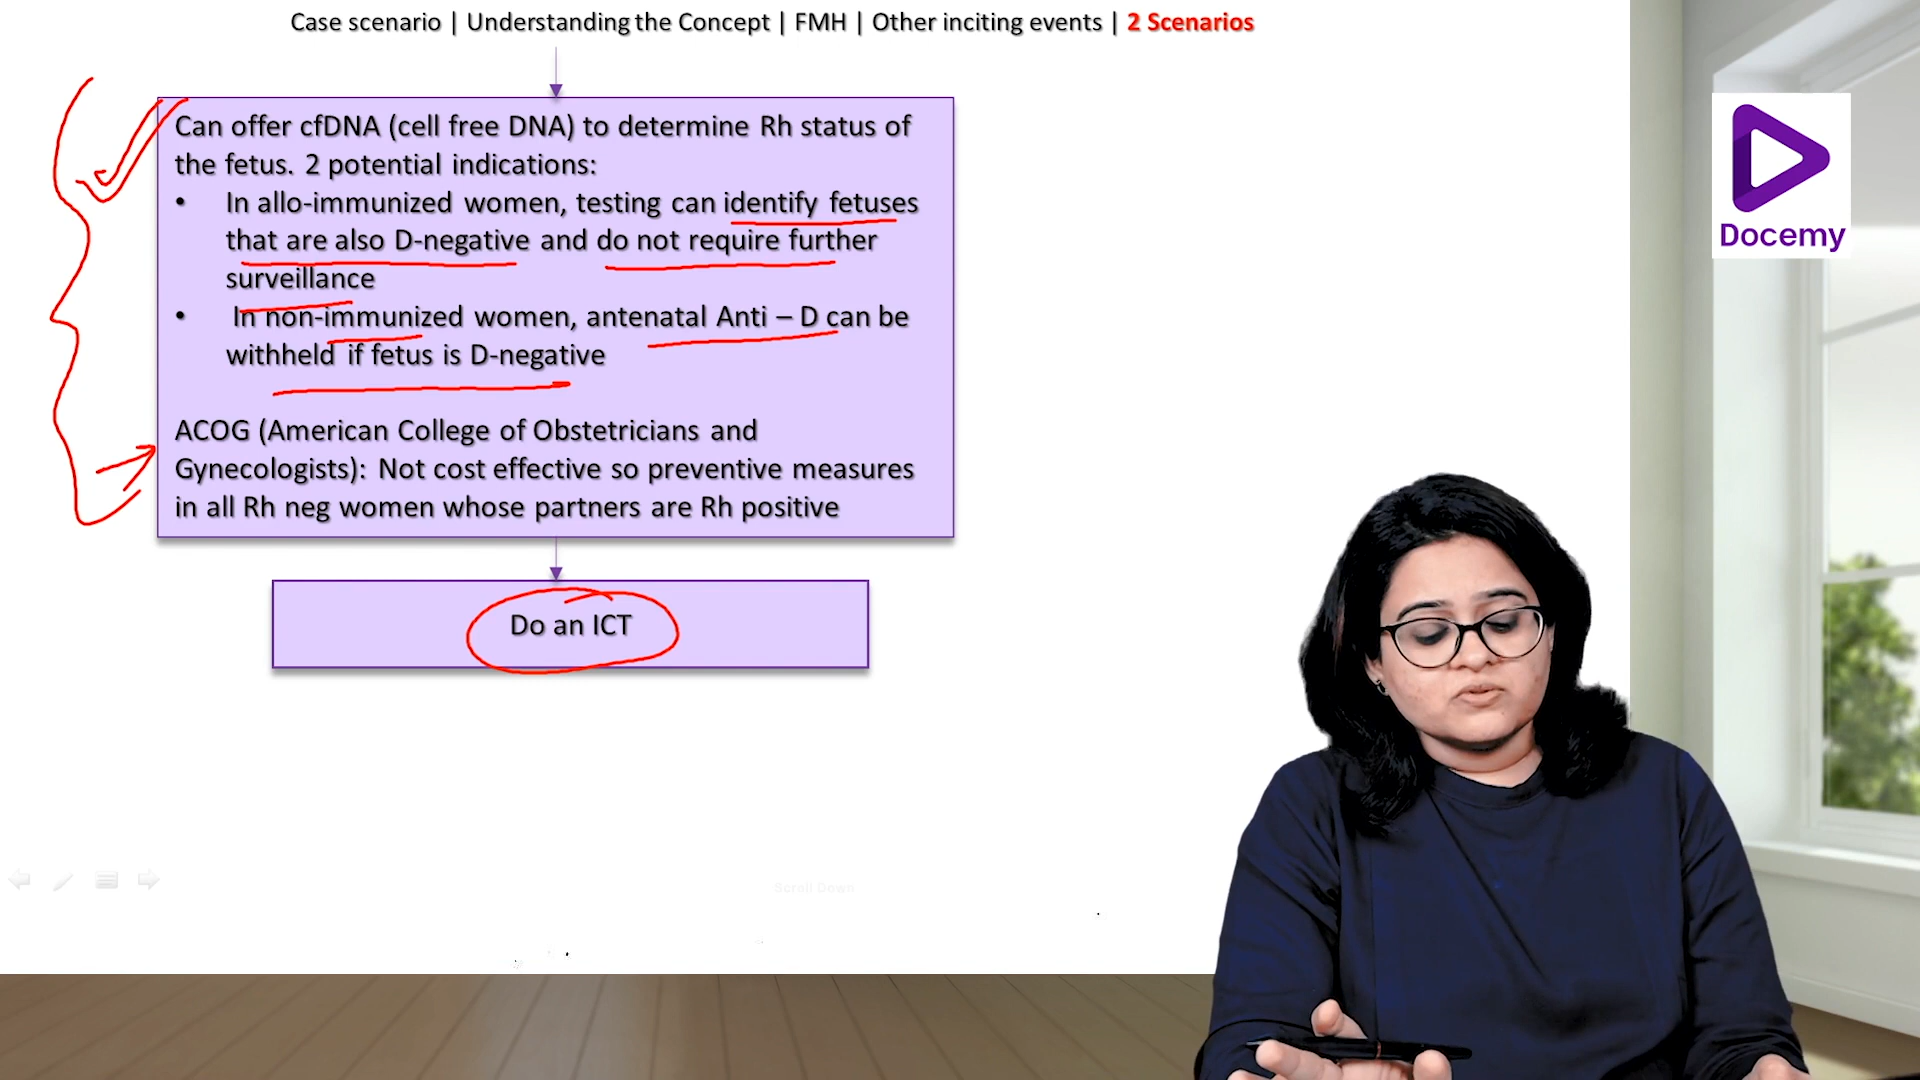 Case scenario | Understanding the Concept | FMH | Other inciting events | 2 Scenarios
Can offer cfDNA (cell free DNA) to determine Rh status of
the fetus. 2 potential indications:
• In allo-immunized women, testing can identify fetuses
that are also D-negative and do not require further
surveillance
• In non-immunized women, antenatal Anti – D can be
withheld if fetus is D-negative
ACOG (American College of Obstetricians and
Gynecologists): Not cost effective so preventive measures
in all Rh neg women whose partners are Rh positive
Do an ICT
Docemy
Scroll Down